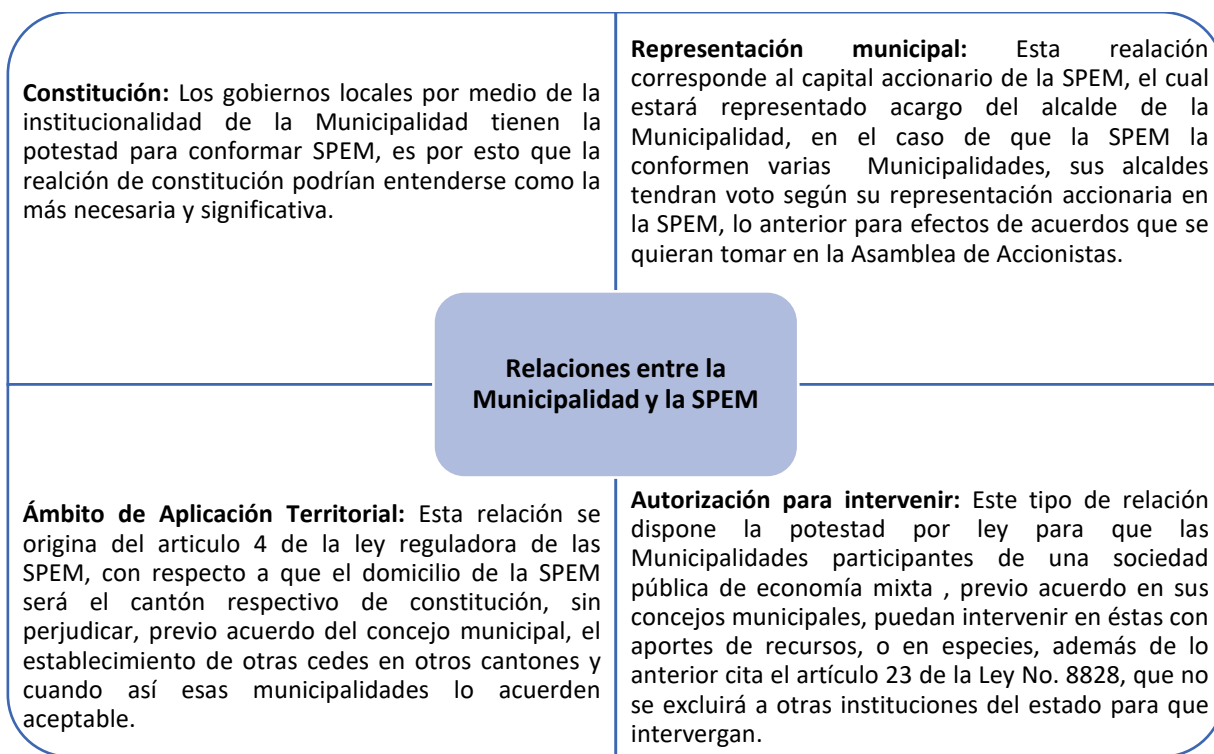 Constitución: Los gobiernos locales por medio de la
institucionalidad de la Municipalidad tienen la
potestad para conformar SPEM, es por esto que la
realción de constitución podrían entenderse como la
más necesaria y significativa.
Representación municipal: Esta realación
corresponde al capital accionario de la SPEM, el cual
estará representado acargo del alcalde de la
Municipalidad, en el caso de que la SPEM la
conformen varias Municipalidades, sus alcaldes
tendran voto según su representación accionaria en
la SPEM, lo anterior para efectos de acuerdos que se
quieran tomar en la Asamblea de Accionistas.
Relaciones entre la
Municipalidad y la SPEM
Ámbito de Aplicación Territorial: Esta relación se
origina del articulo 4 de la ley reguladora de las
SPEM, con respecto a que el domicilio de la SPEM
será el cantón respectivo de constitución, sin
perjudicar, previo acuerdo del concejo municipal, el
establecimiento de otras cedes en otros cantones y
cuando así esas municipalidades lo acuerden
aceptable.
Autorización para intervenir: Este tipo de relación
dispone la potestad por ley para que las
Municipalidades participantes de una sociedad
pública de economía mixta , previo acuerdo en sus
concejos municipales, puedan intervenir en éstas con
aportes de recursos, o en especies, además de lo
anterior cita el artículo 23 de la Ley No. 8828, que no
se excluirá a otras instituciones del estado para que
intervergan.